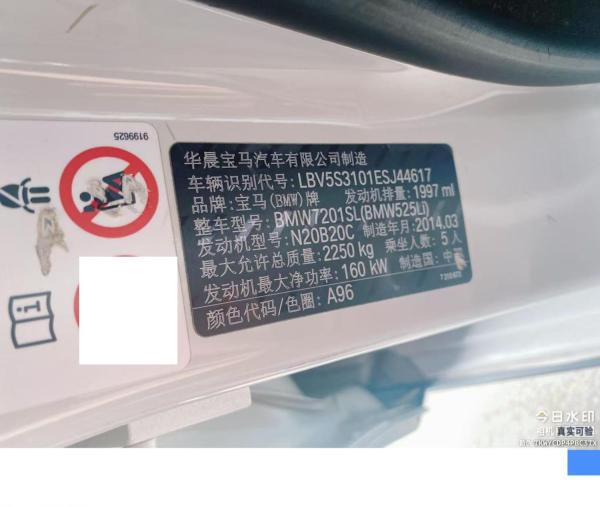 9199625
华晨宝马汽车有限公司制造
车辆识别代号: LBV5S3101ESJ44617
品牌: 宝马(BMW)牌 发动机排量: 1997 ml
整车型号: BMW7201SL(BMW525Li)
发动机型号: N20B20C 制造年月: 2014.03
最大允许总质量: 2250 kg 乘坐人数: 5 人
发动机最大净功率: 160 kW 制造国: 中
颜色代码/色圈: A96
今日水印
相机 真实可验